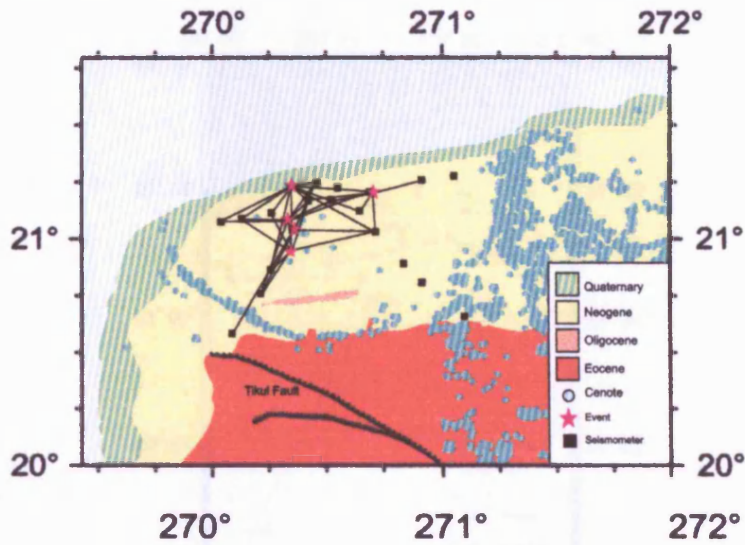 270° 271° 272°
21° 21°
Quaternary
Neogene
Oligocene
Eocene
Tikul Fault
Cenote
Event
Seismometer
20° 20°
270° 271° 272°